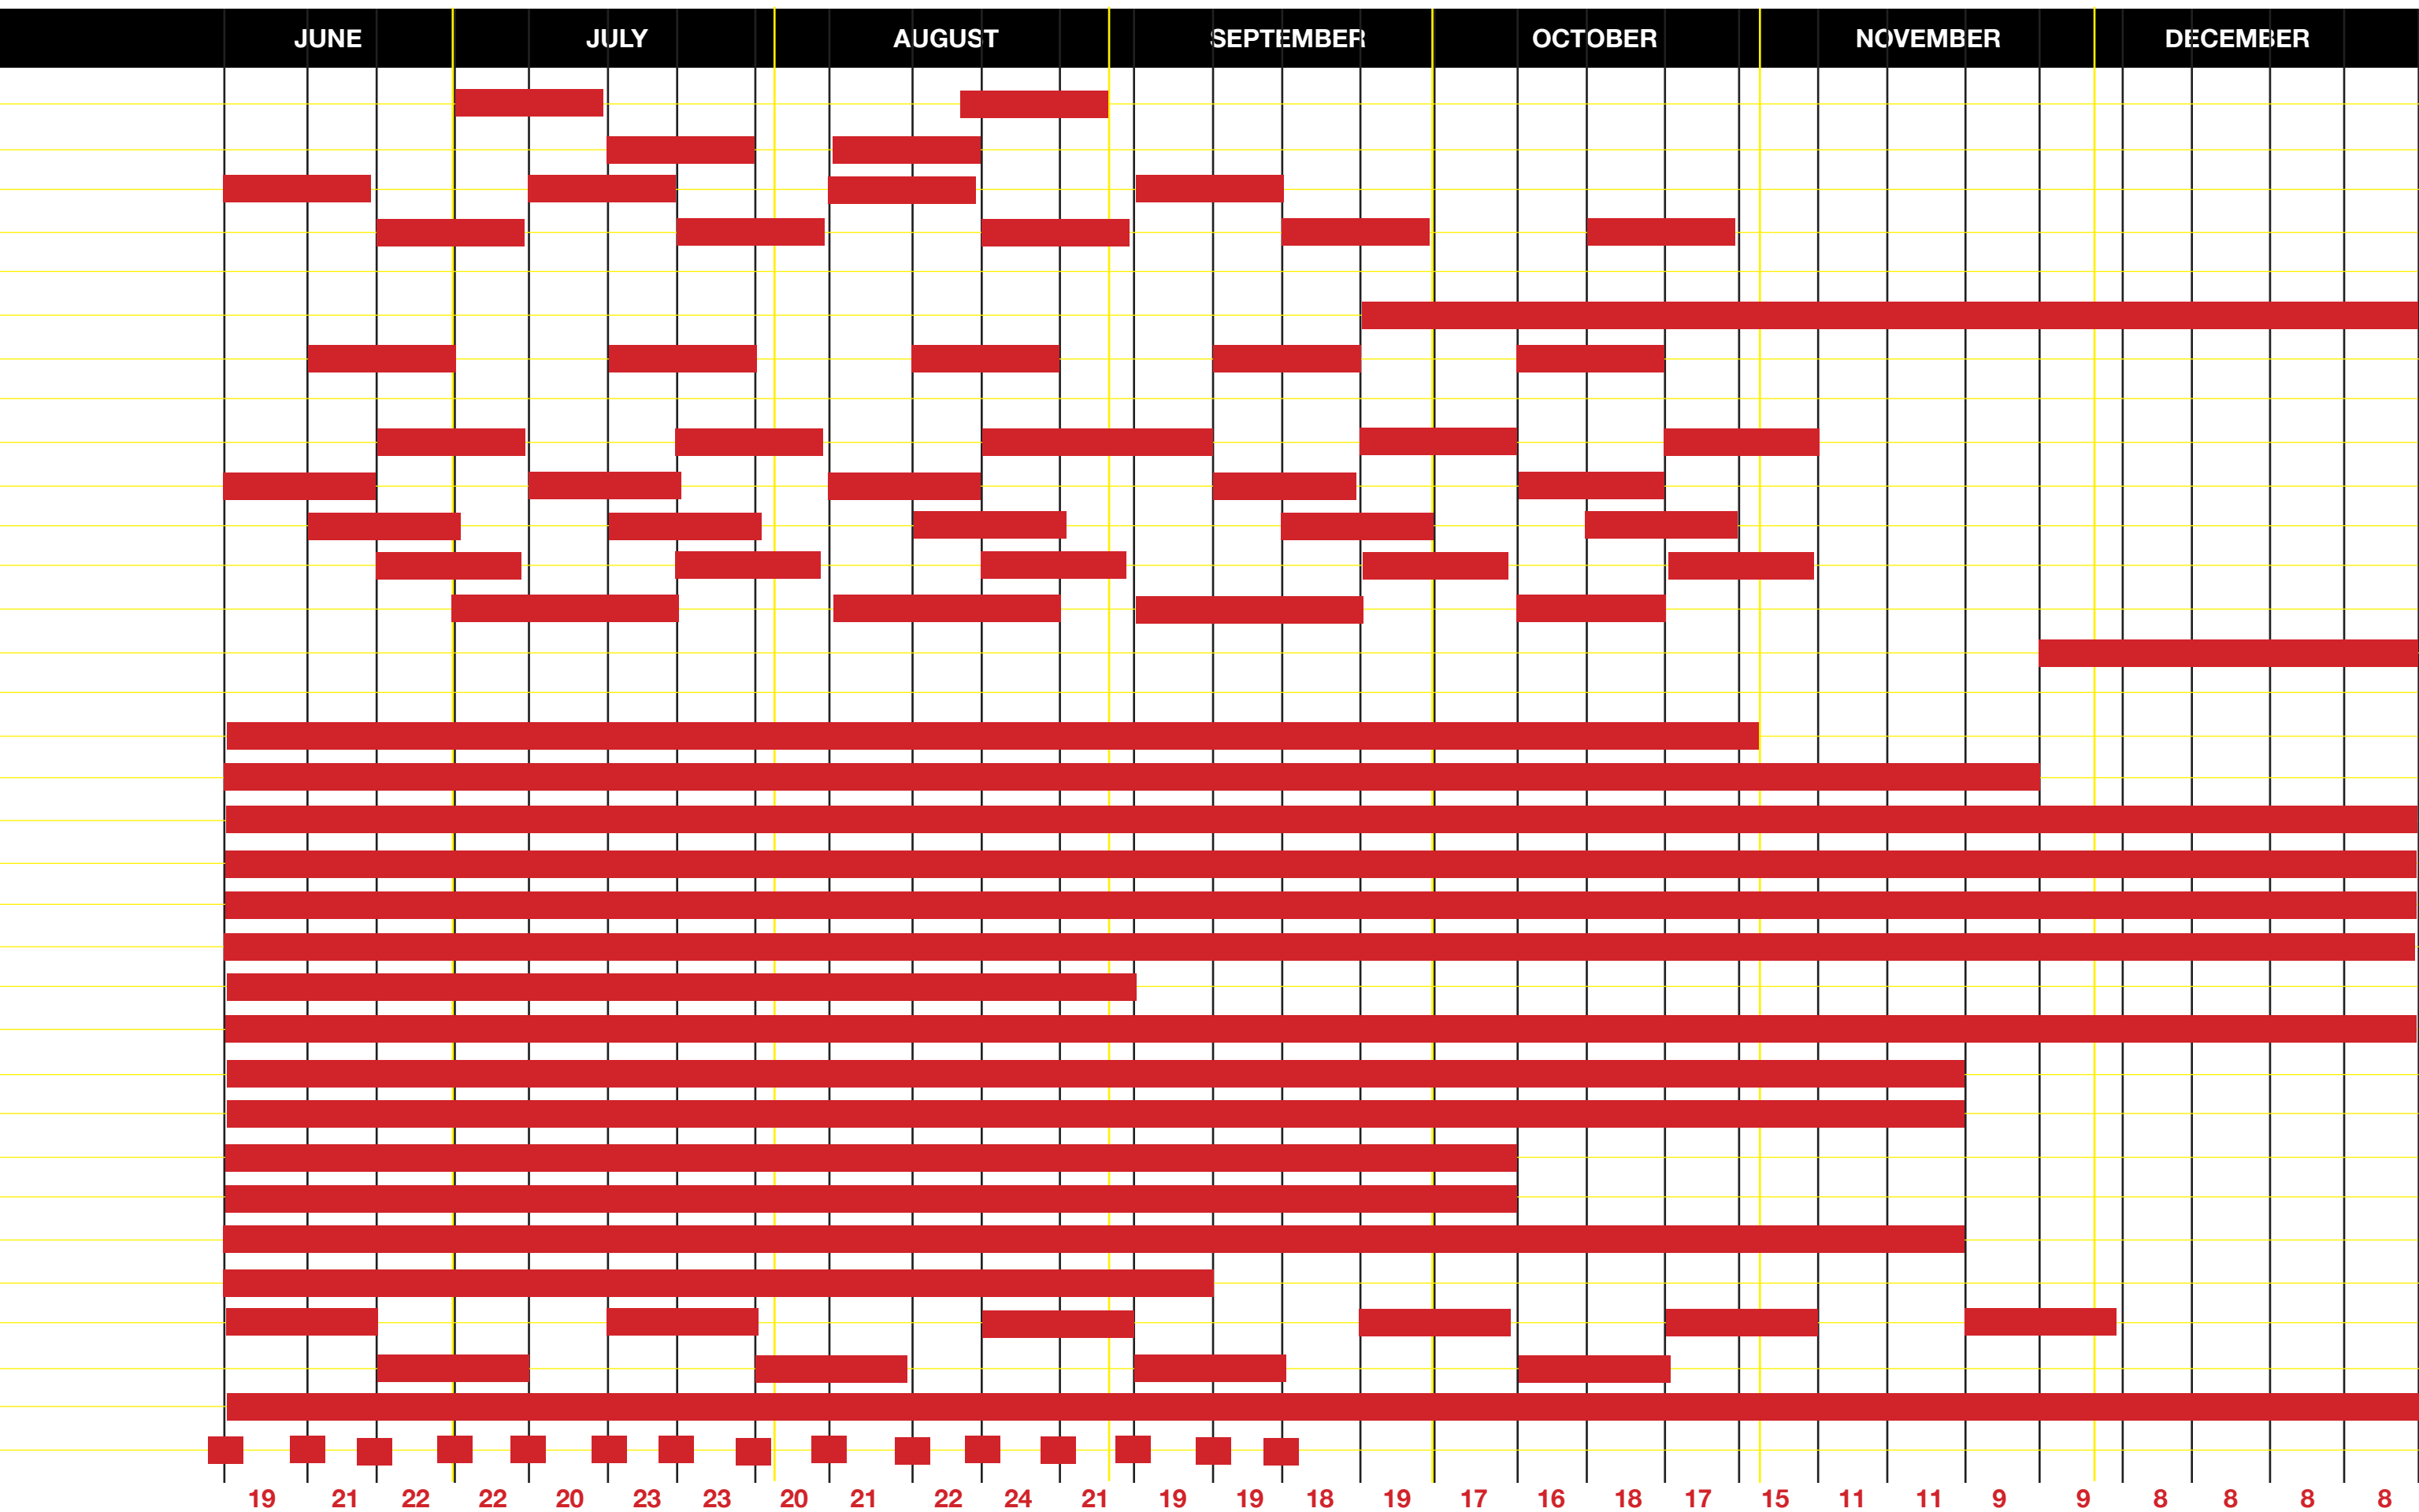 JUNE JULY AUGUST SEPTEMBER OCTOBER NOVEMBER DECEMBER
19 21 22 22 20 23 23 20 21 22 24 21 19 19 18 19 17 16 18 17 15 11 11 9 9 8 8 8 8